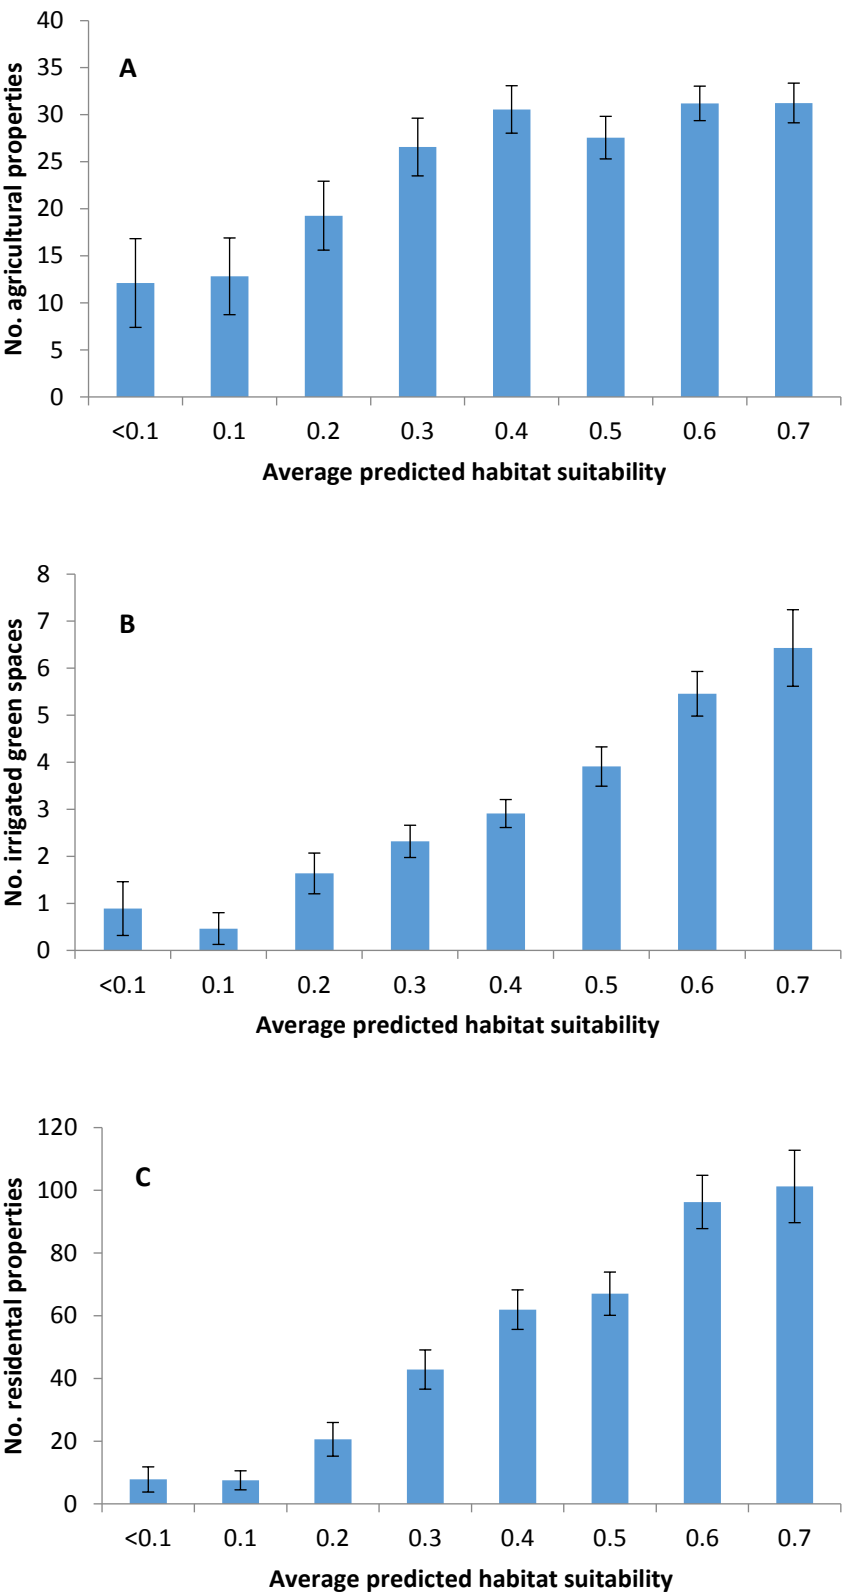 A
No. agricultural properties
40
35
30
25
20
15
10
5
0
<0.1 0.1 0.2 0.3 0.4 0.5 0.6 0.7
Average predicted habitat suitability
B
No. irrigated green spaces
8
7
6
5
4
3
2
1
0
<0.1 0.1 0.2 0.3 0.4 0.5 0.6 0.7
Average predicted habitat suitability
C
No. residental properties
120
100
80
60
40
20
0
<0.1 0.1 0.2 0.3 0.4 0.5 0.6 0.7
Average predicted habitat suitability